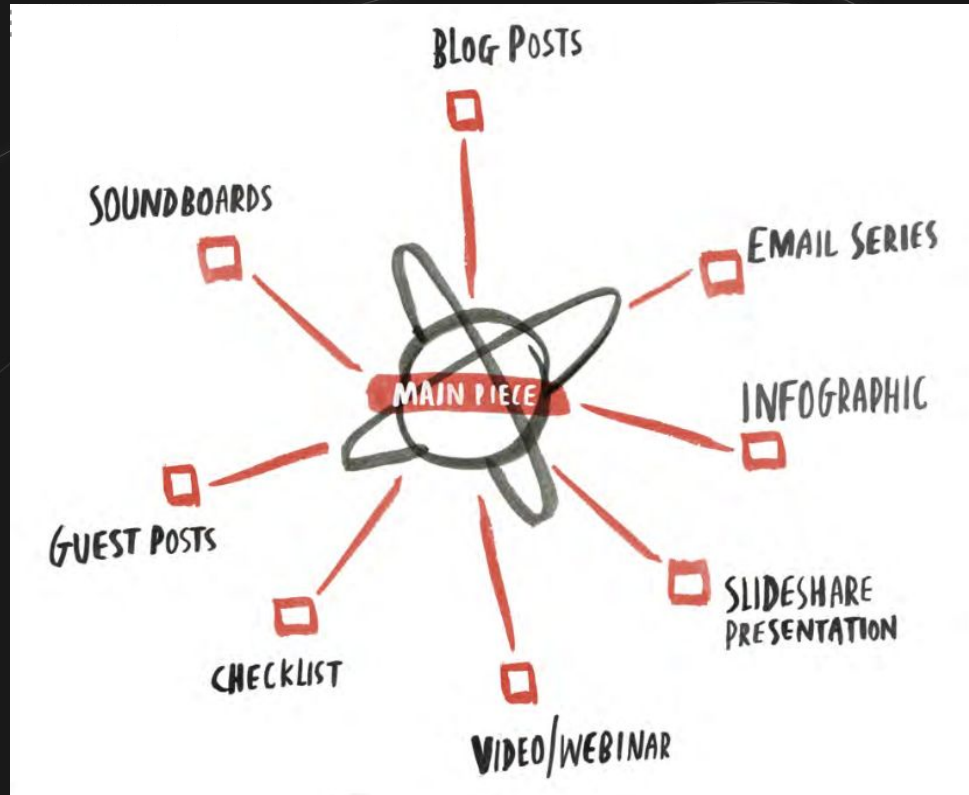 BLOG POSTS
SOUNDBOARDS
EMAIL SERIES
MAIN PIECE
INFOGRAPHIC
GUEST POSTS
SLIDESHARE
PRESENTATION
CHECKLIST
VIDEO/WEBINAR